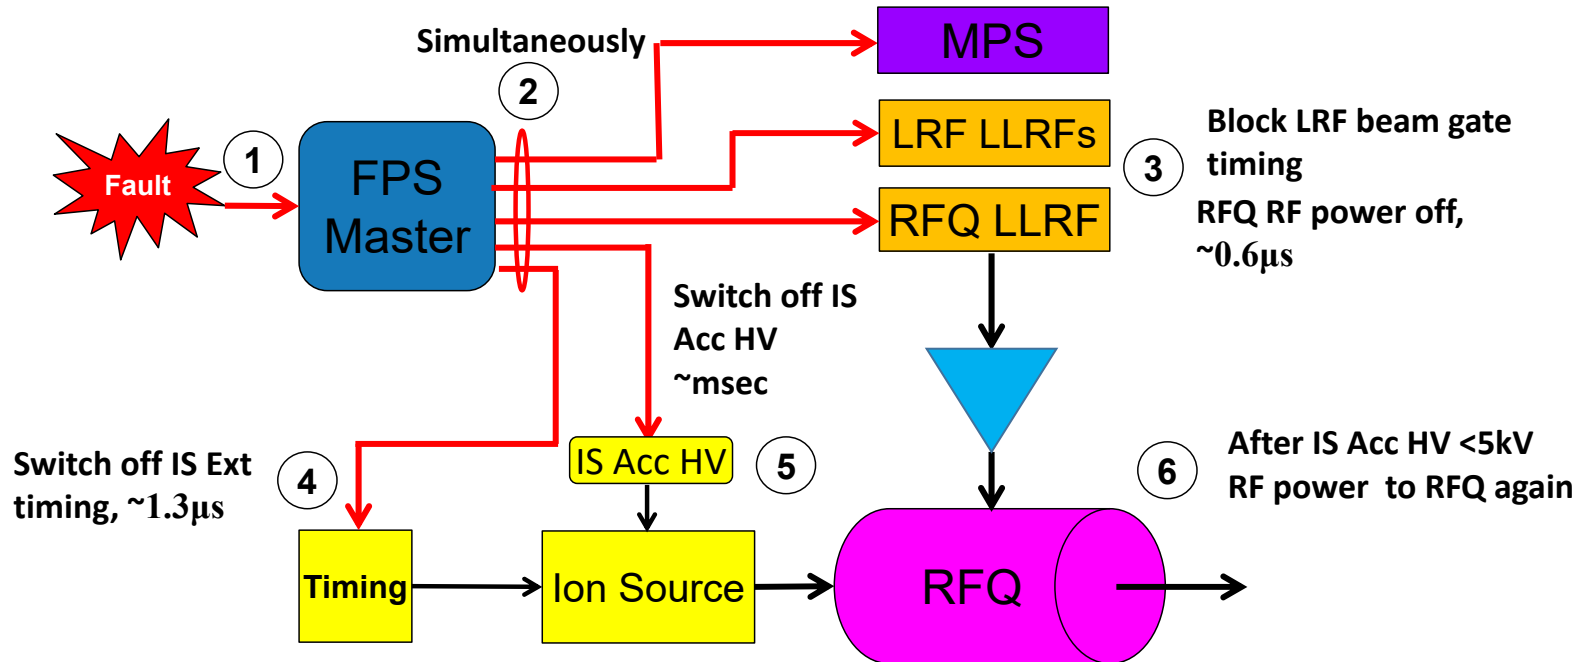 Simultaneously
2
MPS
1
Fault
FPS
Master
LRF LLRFs
RFQ LLRF
3
Block LRF beam gate
timing
RFQ RF power off,
~0.6μs
Switch off IS
Acc HV
~msec
Switch off IS Ext
timing, ~1.3μs
4
IS Acc HV
5
6
After IS Acc HV <5kV
RF power to RFQ again
Timing
Ion Source
RFQ